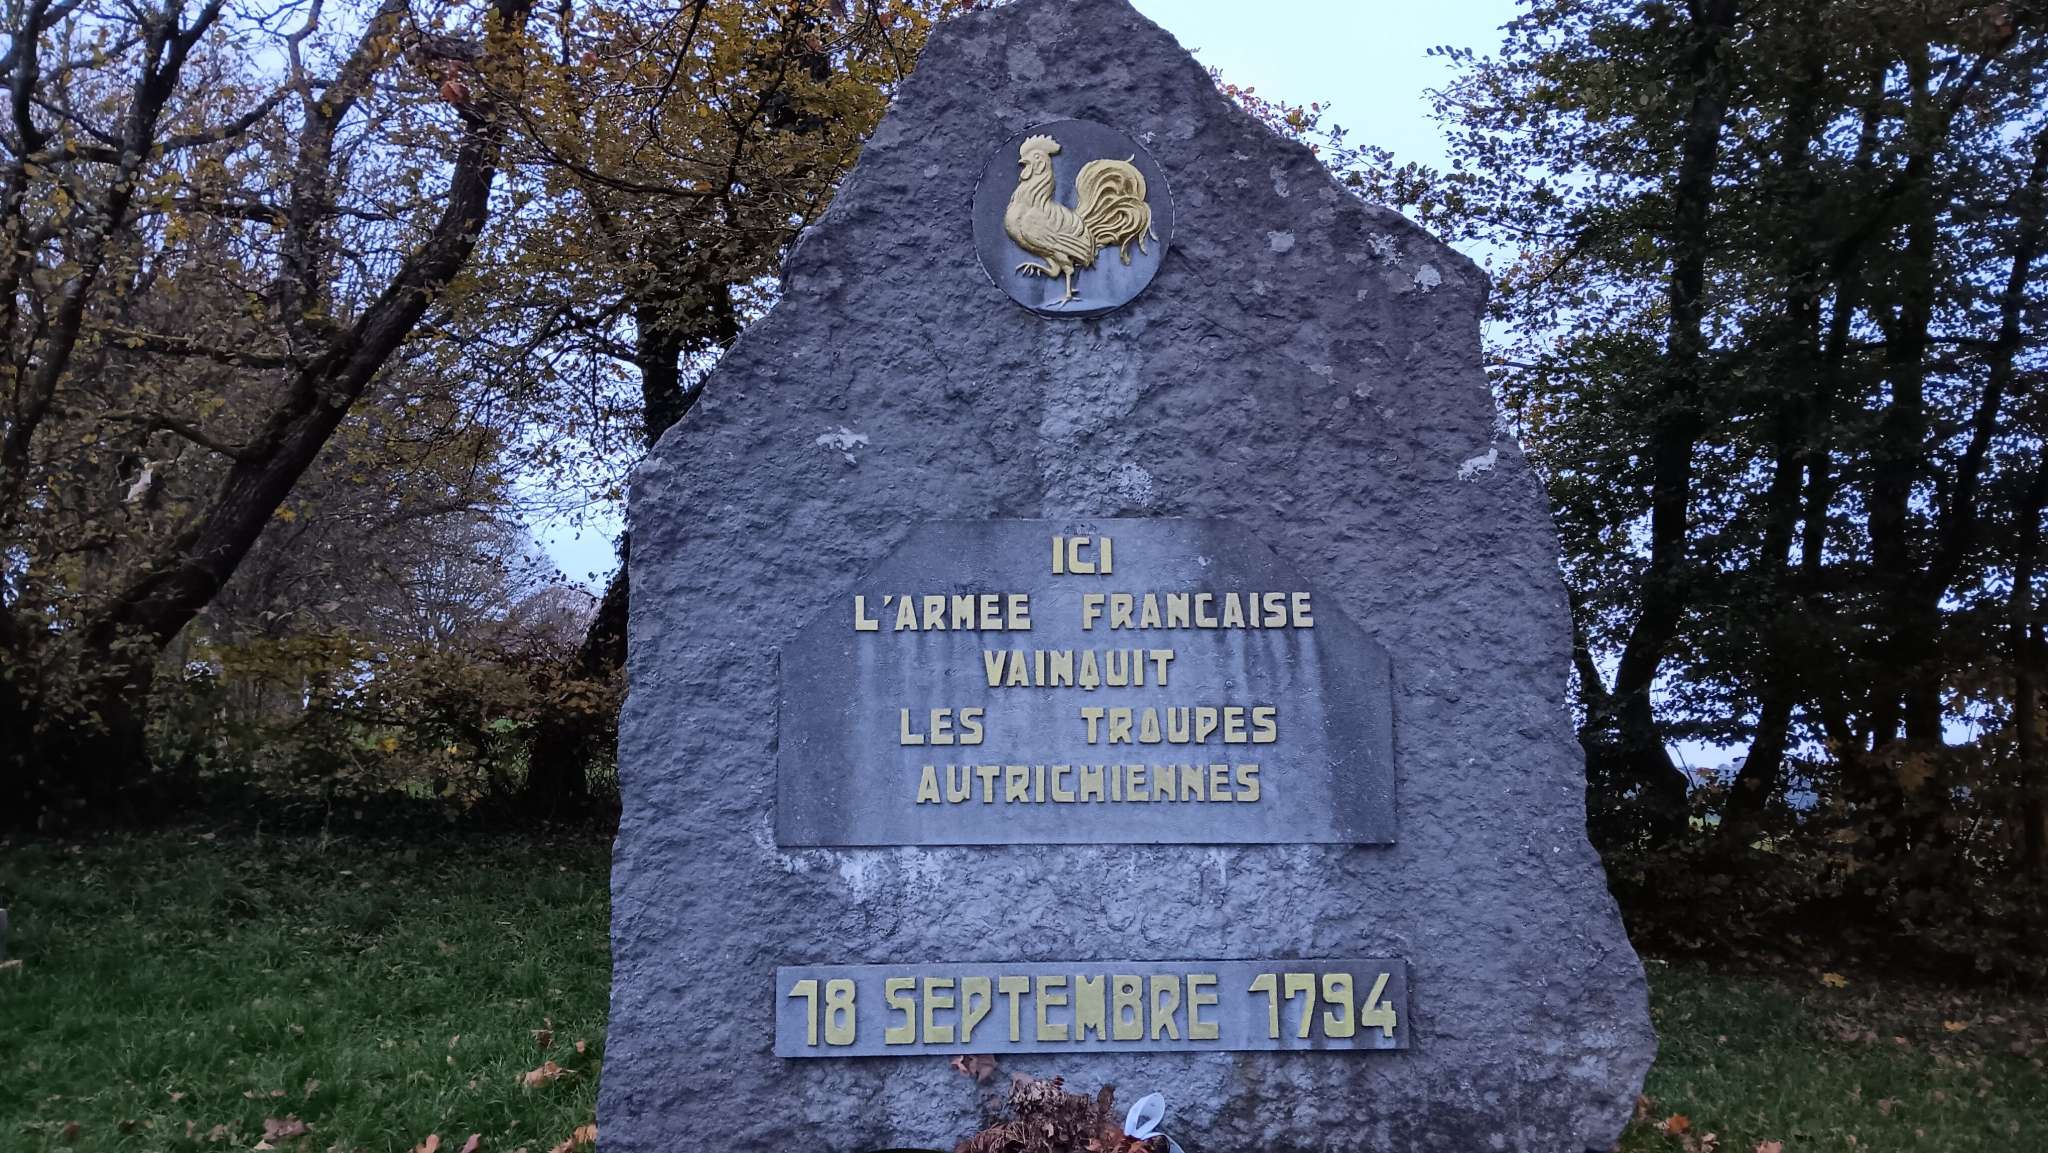 ICI
L'ARMEE FRANCAISE
VAINQUIT
LES TROUPES
AUTRICHIENNES
18 SEPTEMBRE 1794